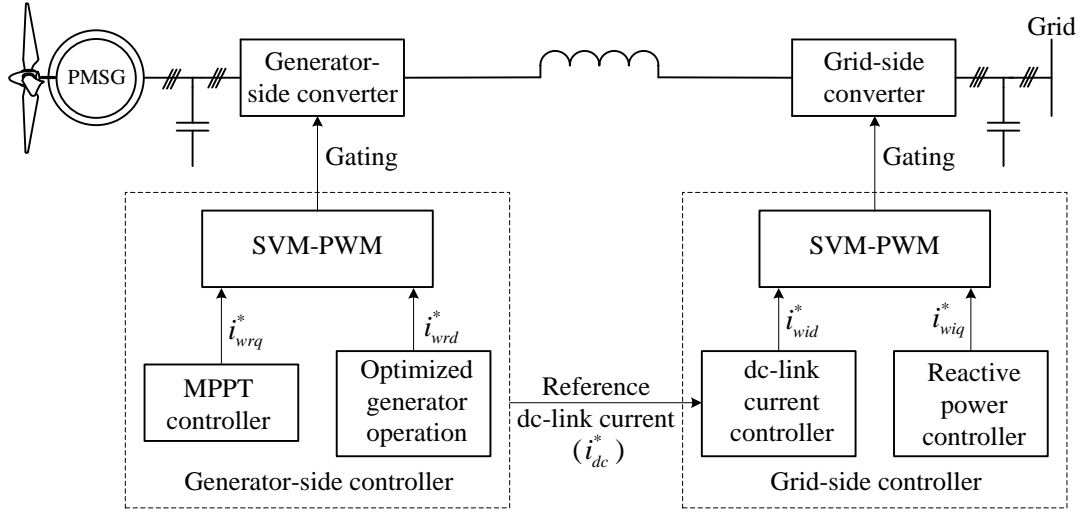 Grid
PMSG
Generator-
side converter
Grid-side
converter
Gating
Gating
SVM-PWM
SVM-PWM
i*wrq
i*wrd
i*wid
i*wiq
MPPT
controller
Optimized
generator
operation
Reference
dc-link current
(i*dc)
dc-link
current
controller
Reactive
power
controller
Generator-side controller
Grid-side controller